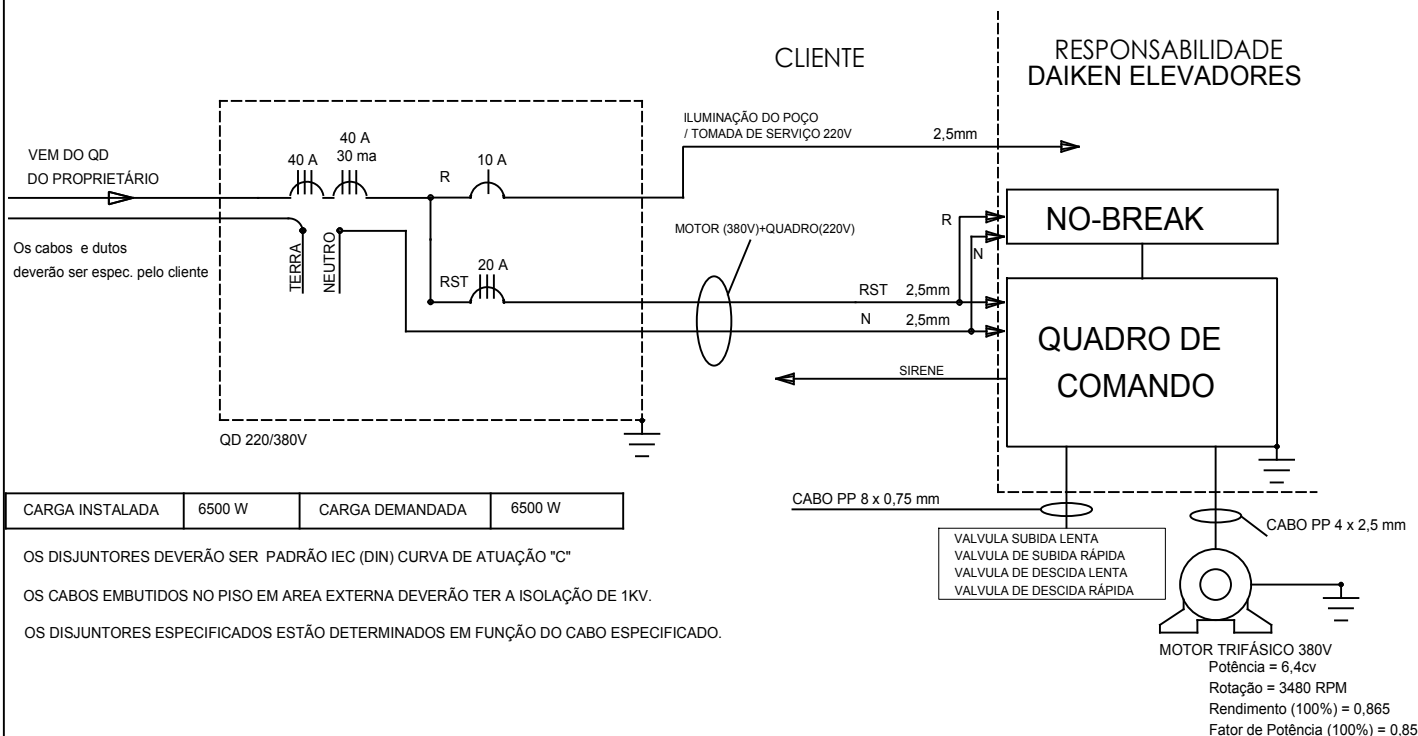 CLIENTE
RESPONSABILIDADE
DAIKEN ELEVADORES
VEM DO QD
DO PROPRIETÁRIO
Os cabos e dutos
deverão ser espec. pelo cliente
40 A
40 A
30 ma
R
10 A
TERRA
NEUTRO
RST
20 A
QD 220/380V
ILUMINAÇÃO DO POÇO
/ TOMADA DE SERVIÇO 220V
2,5mm
MOTOR (380V)+QUADRO(220V)
R
N
NO-BREAK
RST 2,5mm
N 2,5mm
SIRENE
QUADRO DE
COMANDO
CARGA INSTALADA 6500 W CARGA DEMANDADA 6500 W
OS DISJUNTORES DEVERÃO SER PADRÃO IEC (DIN) CURVA DE ATUAÇÃO "C"
OS CABOS EMBUTIDOS NO PISO EM AREA EXTERNA DEVERÃO TER A ISOLAÇÃO DE 1KV.
OS DISJUNTORES ESPECIFICADOS ESTÃO DETERMINADOS EM FUNÇÃO DO CABO ESPECIFICADO.
CABO PP 8 x 0,75 mm
VALVULA SUBIDA LENTA
VALVULA DE SUBIDA RÁPIDA
VALVULA DE DESCIDA LENTA
VALVULA DE DESCIDA RÁPIDA
CABO PP 4 x 2,5 mm
MOTOR TRIFÁSICO 380V
Potência = 6,4cv
Rotação = 3480 RPM
Rendimento (100%) = 0,865
Fator de Potência (100%) = 0,85